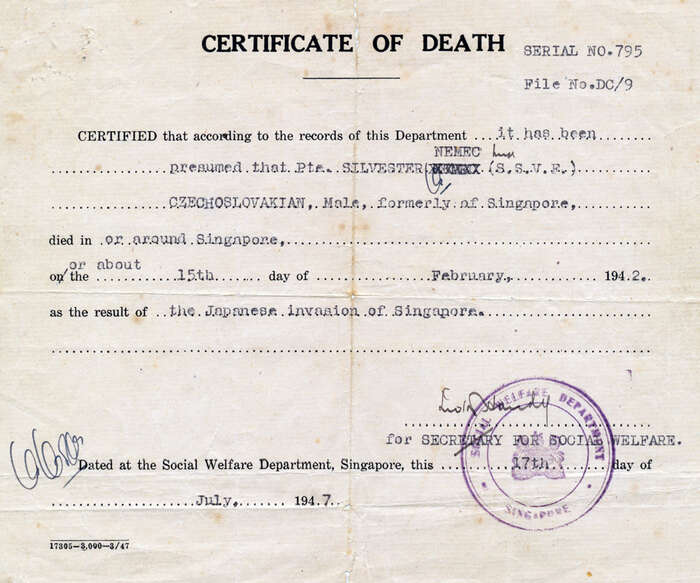 CERTIFICATE OF DEATH
SERIAL NO.795
File No.DC/9
CERTIFIED that according to the records of this Department it has been
NEMEC
presumed that Pte. SILVESTER (S.S.V.F.)
CZECHOSLOVAKIAN, Male, formerly of Singapore,
died in or around Singapore,
or about
on/the 15th day of February, 1942.
as the result of the Japanese invasion of Singapore.
for SECRETARY FOR SOCIAL WELFARE.
SOCIAL WELFARE DEPARTMENT
SINGAPORE
Dated at the Social Welfare Department, Singapore, this 17th day of
July, 1947
17305—3,000—3/47